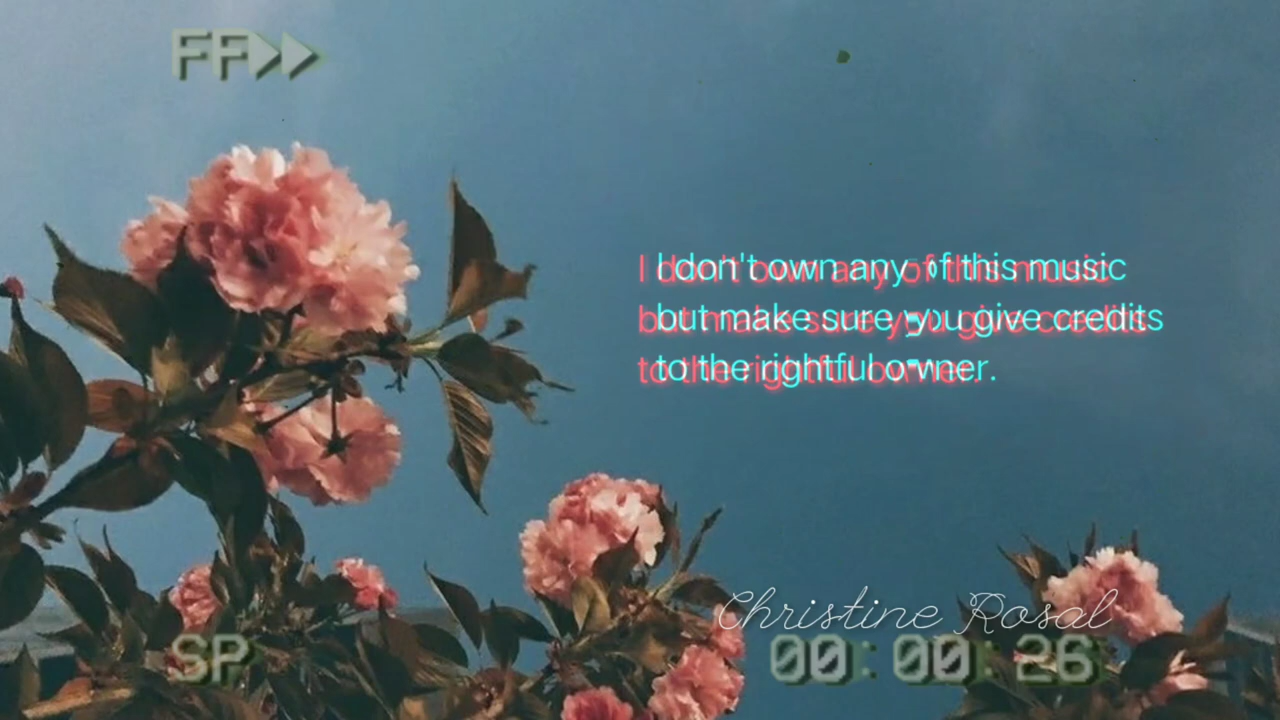 FF
I don't own any of this music
but make sure you give credits
to the rightful owner.
Christine Rosal
SP 00:00:26